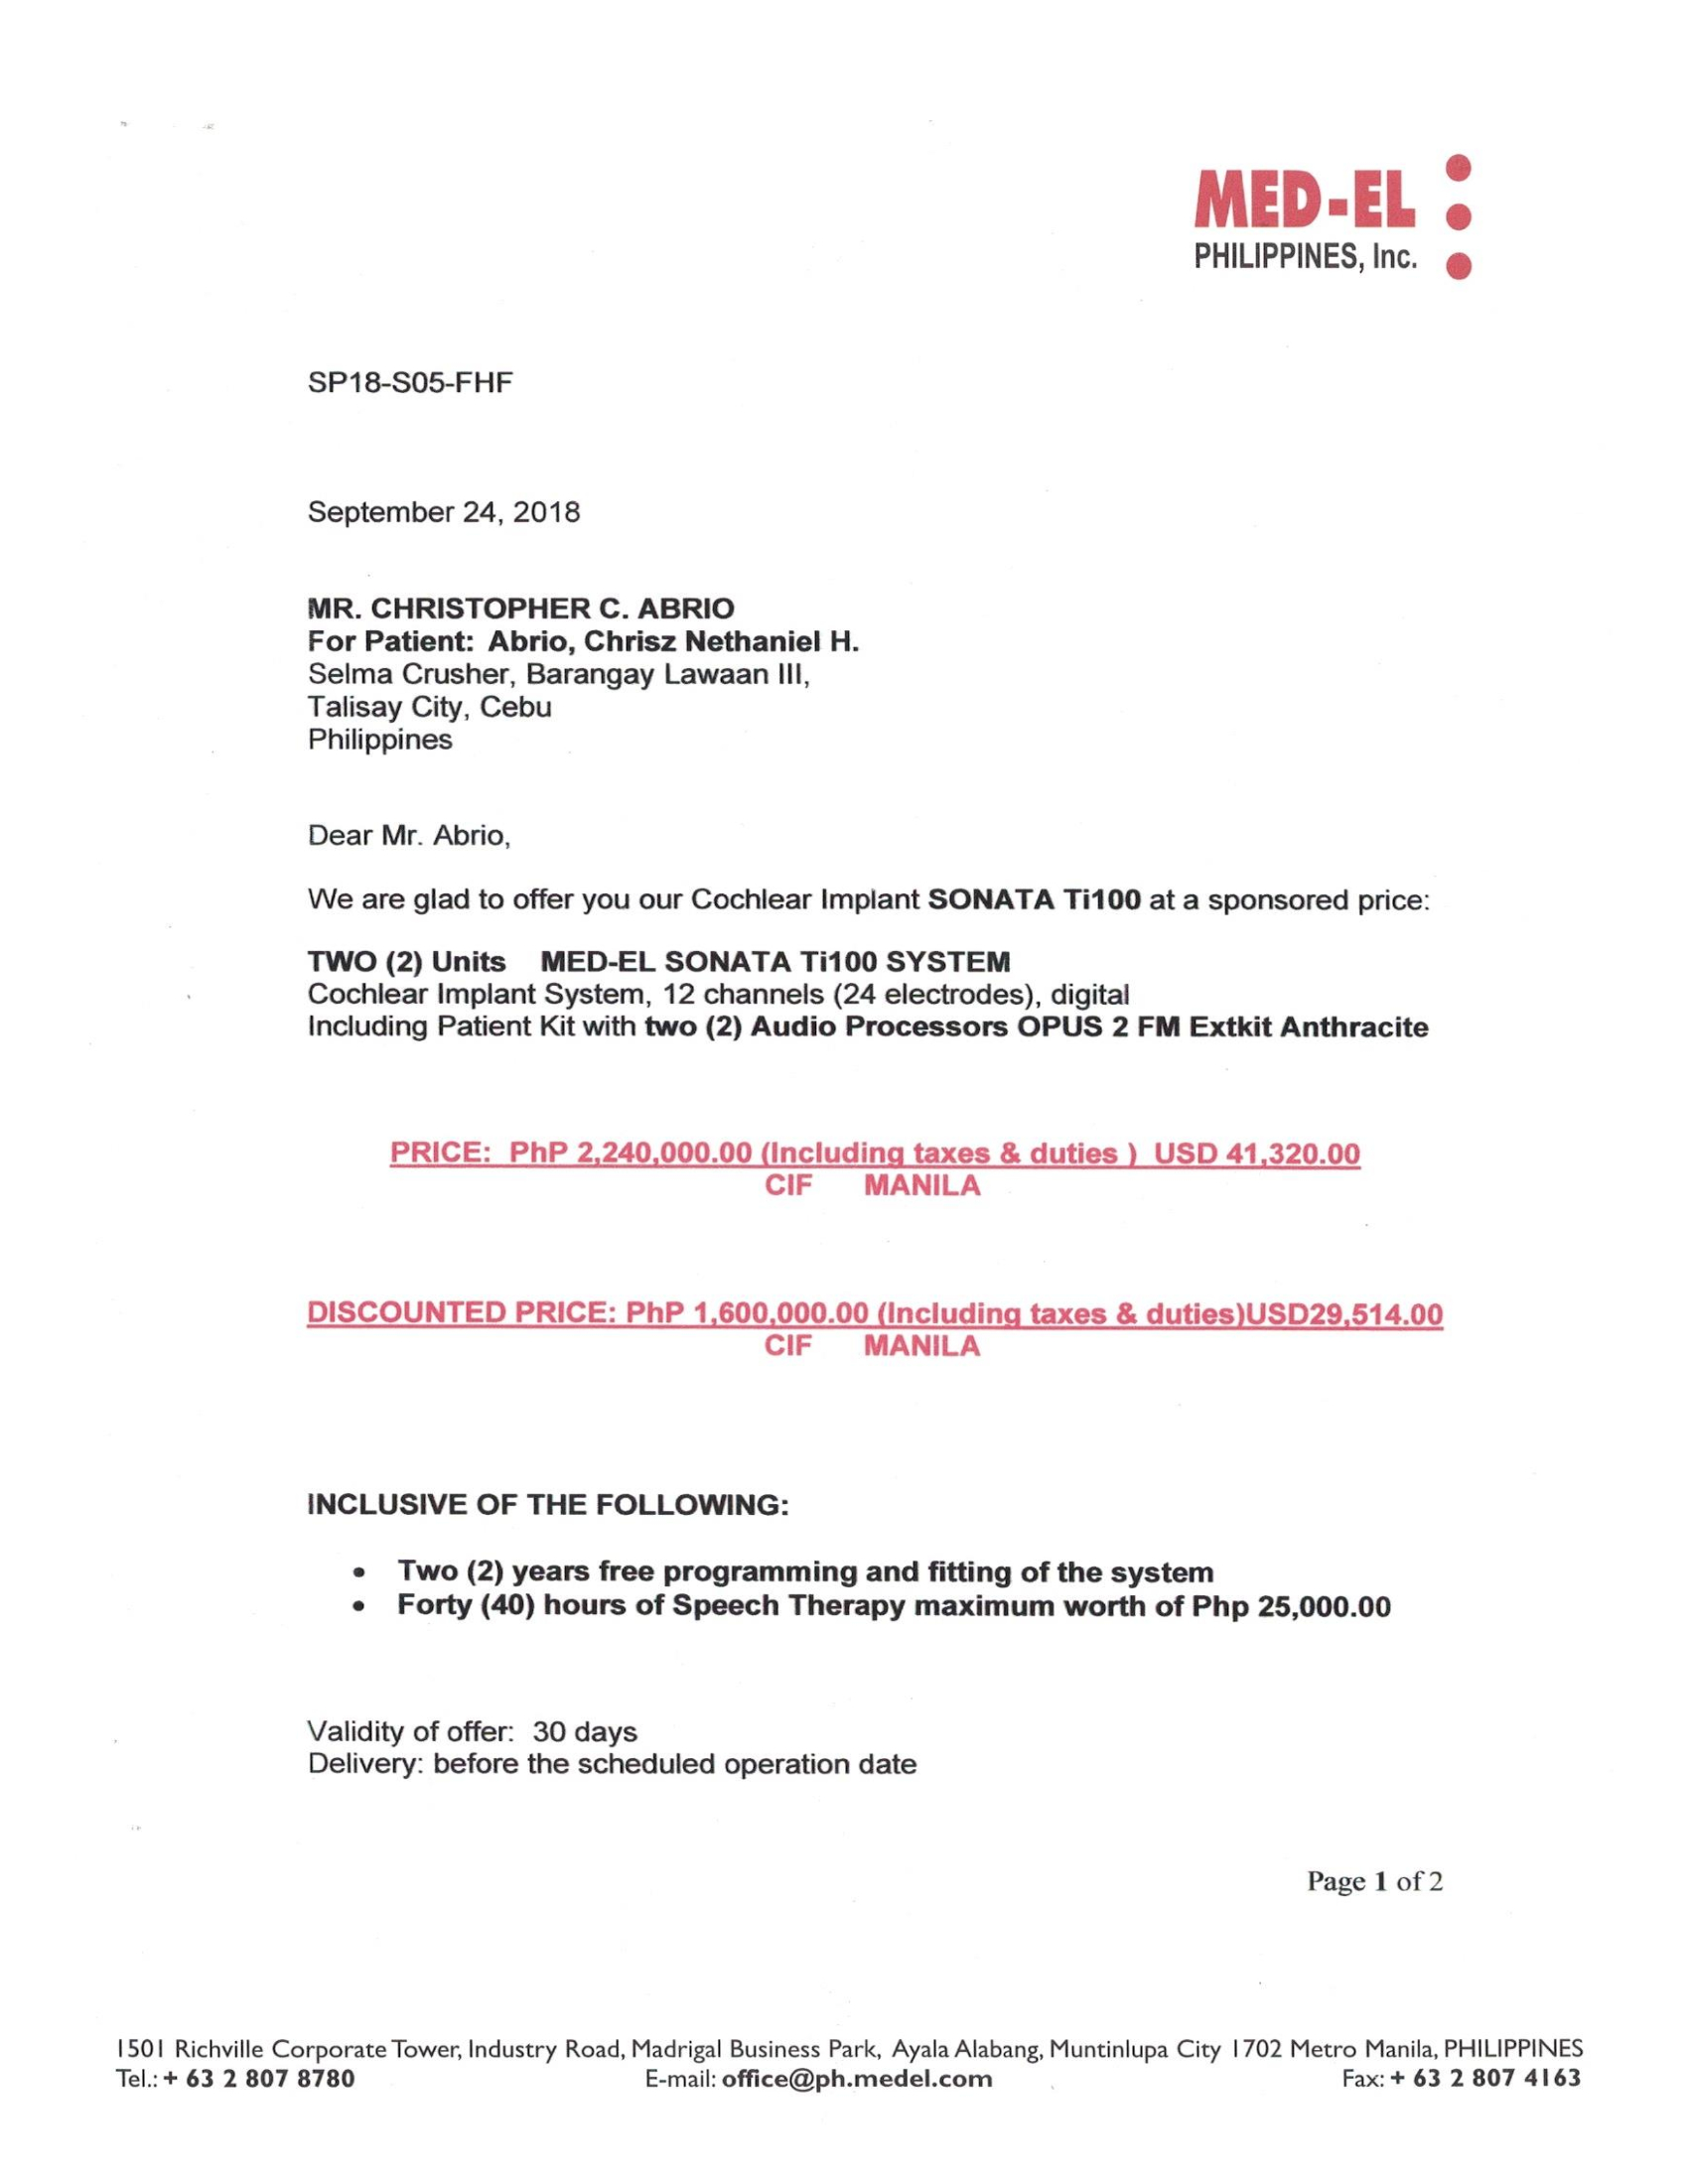 MED-EL
PHILIPPINES, Inc.
SP18-S05-FHF
September 24, 2018
MR. CHRISTOPHER C. ABRIO
For Patient: Abrio, Chrisz Nethaniel H.
Selma Crusher, Barangay Lawaan III,
Talisay City, Cebu
Philippines
Dear Mr. Abrio,
We are glad to offer you our Cochlear Implant SONATA Ti100 at a sponsored price:
TWO (2) Units MED-EL SONATA Ti100 SYSTEM
Cochlear Implant System, 12 channels (24 electrodes), digital
Including Patient Kit with two (2) Audio Processors OPUS 2 FM Extkit Anthracite
PRICE: PhP 2,240,000.00 (Including taxes & duties ) USD 41,320.00
CIF MANILA
DISCOUNTED PRICE: PhP 1,600,000.00 (Including taxes & duties)USD29,514.00
CIF MANILA
INCLUSIVE OF THE FOLLOWING:
• Two (2) years free programming and fitting of the system
• Forty (40) hours of Speech Therapy maximum worth of Php 25,000.00
Validity of offer: 30 days
Delivery: before the scheduled operation date
Page 1 of 2
1501 Richville Corporate Tower, Industry Road, Madrigal Business Park, Ayala Alabang, Muntinlupa City 1702 Metro Manila, PHILIPPINES
Tel.: + 63 2 807 8780 E-mail: office@ph.medel.com Fax: + 63 2 807 4163